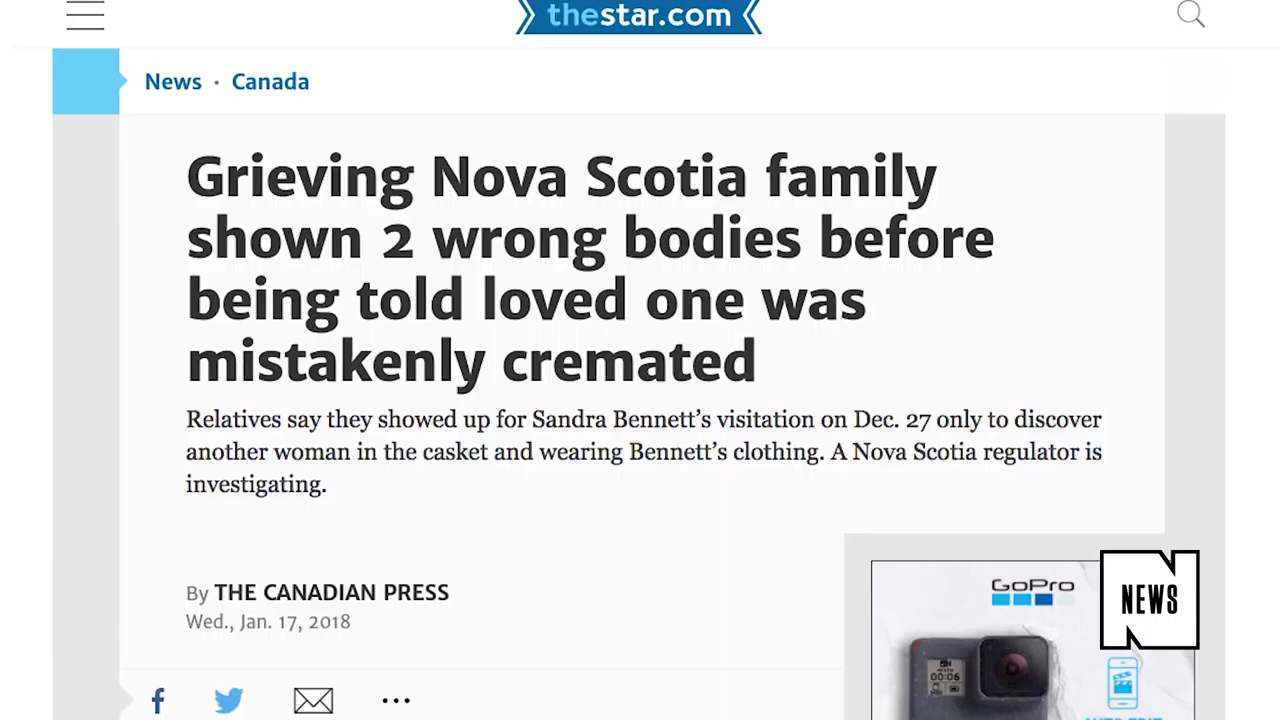 thestar.com
News · Canada
Grieving Nova Scotia family
shown 2 wrong bodies before
being told loved one was
mistakenly cremated
Relatives say they showed up for Sandra Bennett's visitation on Dec. 27 only to discover
another woman in the casket and wearing Bennett's clothing. A Nova Scotia regulator is
investigating.
By THE CANADIAN PRESS
Wed., Jan. 17, 2018
GoPro
NEWS
00:06